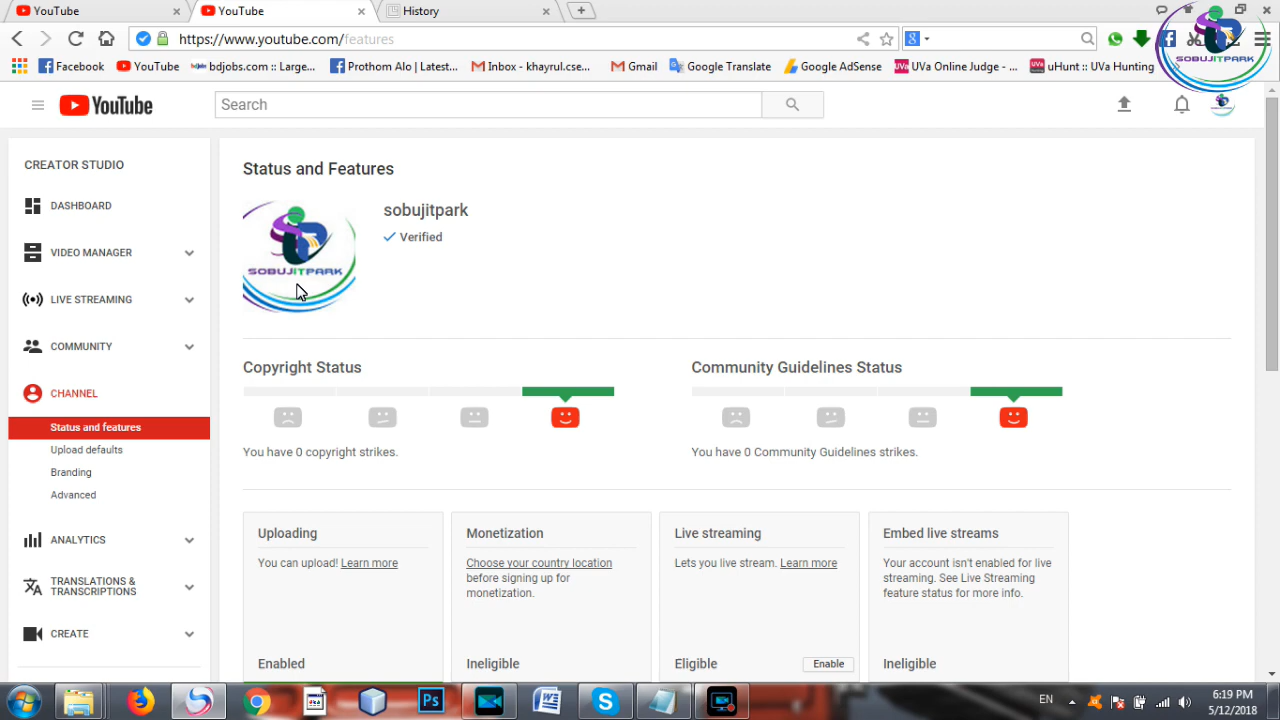 YouTube
YouTube
History
https://www.youtube.com/features
Facebook
YouTube
bdjobs.com :: Large...
Prothom Alo | Latest...
Inbox - khayrul.cse...
Gmail
Google Translate
Google AdSense
UVa Online Judge - ...
uHunt :: UVa Hunting
SOBUJITPARK
YouTube
Search
CREATOR STUDIO
DASHBOARD
VIDEO MANAGER
LIVE STREAMING
COMMUNITY
CHANNEL
Status and features
Upload defaults
Branding
Advanced
ANALYTICS
TRANSLATIONS &
TRANSCRIPTIONS
CREATE
Status and Features
SOBUJITPARK
sobujitpark
Verified
Copyright Status
You have 0 copyright strikes.
Community Guidelines Status
You have 0 Community Guidelines strikes.
Uploading
You can upload! Learn more
Enabled
Monetization
Choose your country location
before signing up for
monetization.
Ineligible
Live streaming
Lets you live stream. Learn more
Eligible
Enable
Embed live streams
Your account isn't enabled for live
streaming. See Live Streaming
feature status for more info.
Ineligible
Ps
EN
6:19 PM
5/12/2018